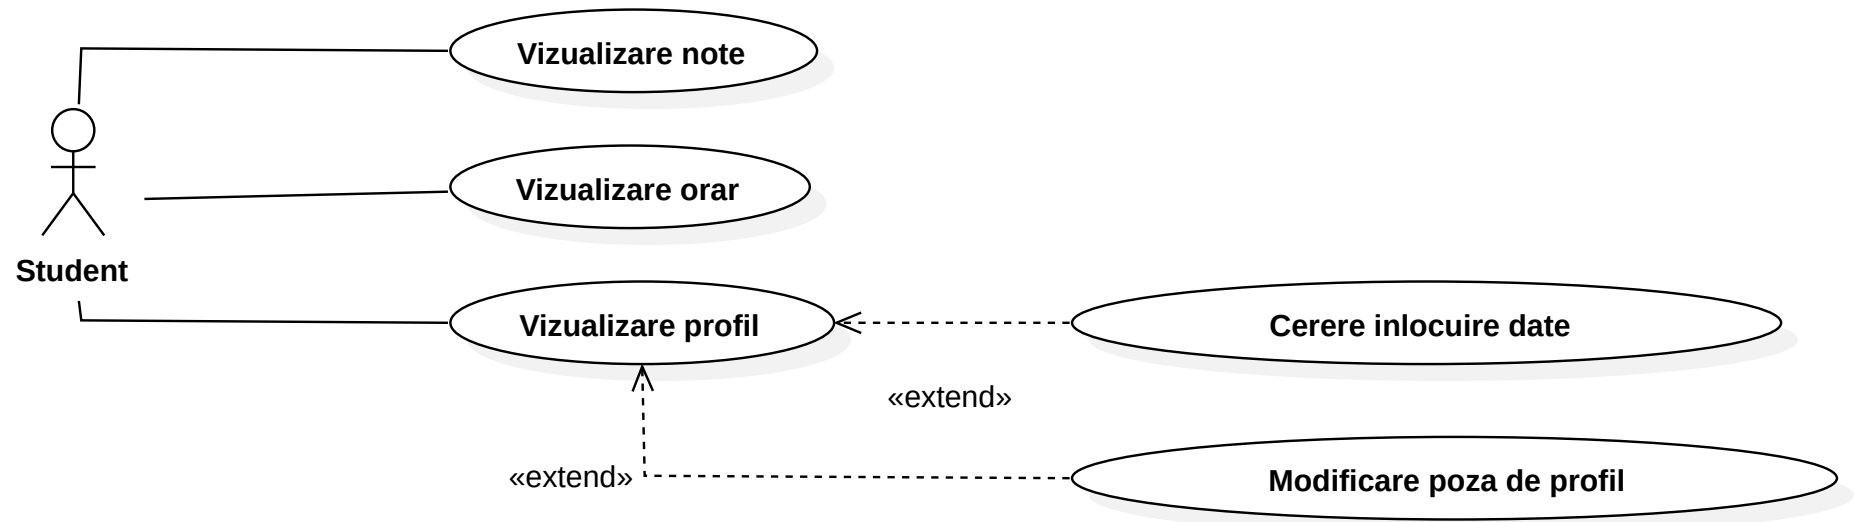 Vizualizare note
Vizualizare orar
Student
Vizualizare profil
Cerere inlocuire date
«extend»
«extend»
Modificare poza de profil